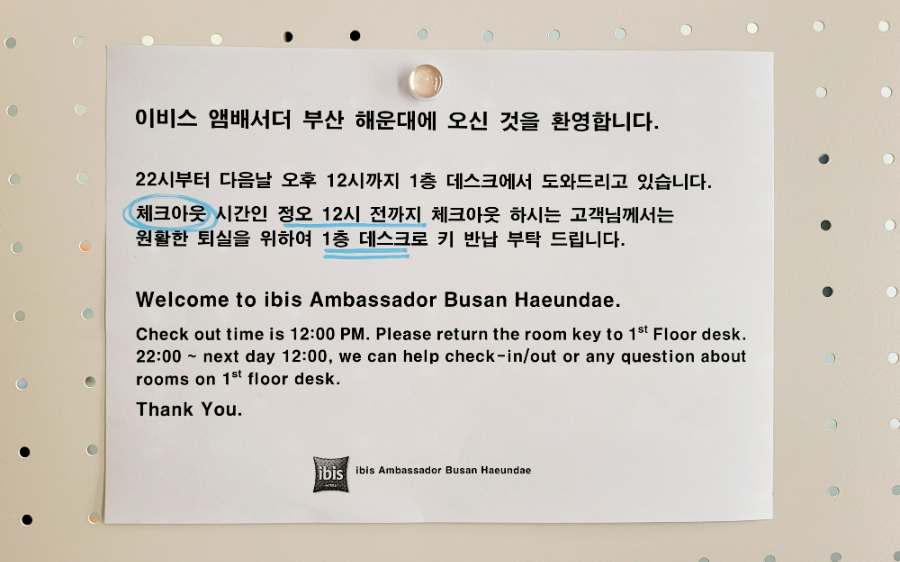 이비스 앰배서더 부산 해운대에 오신 것을 환영합니다.
22시부터 다음날 오후 12시까지 1층 데스크에서 도와드리고 있습니다.
체크아웃 시간인 정오 12시 전까지 체크아웃 하시는 고객님께서는
원활한 퇴실을 위하여 1층 데스크로 키 반납 부탁 드립니다.
Welcome to ibis Ambassador Busan Haeundae.
Check out time is 12:00 PM. Please return the room key to 1st Floor desk.
22:00 ~ next day 12:00, we can help check-in/out or any question about
rooms on 1st floor desk.
Thank You.
ibis ibis Ambassador Busan Haeundae